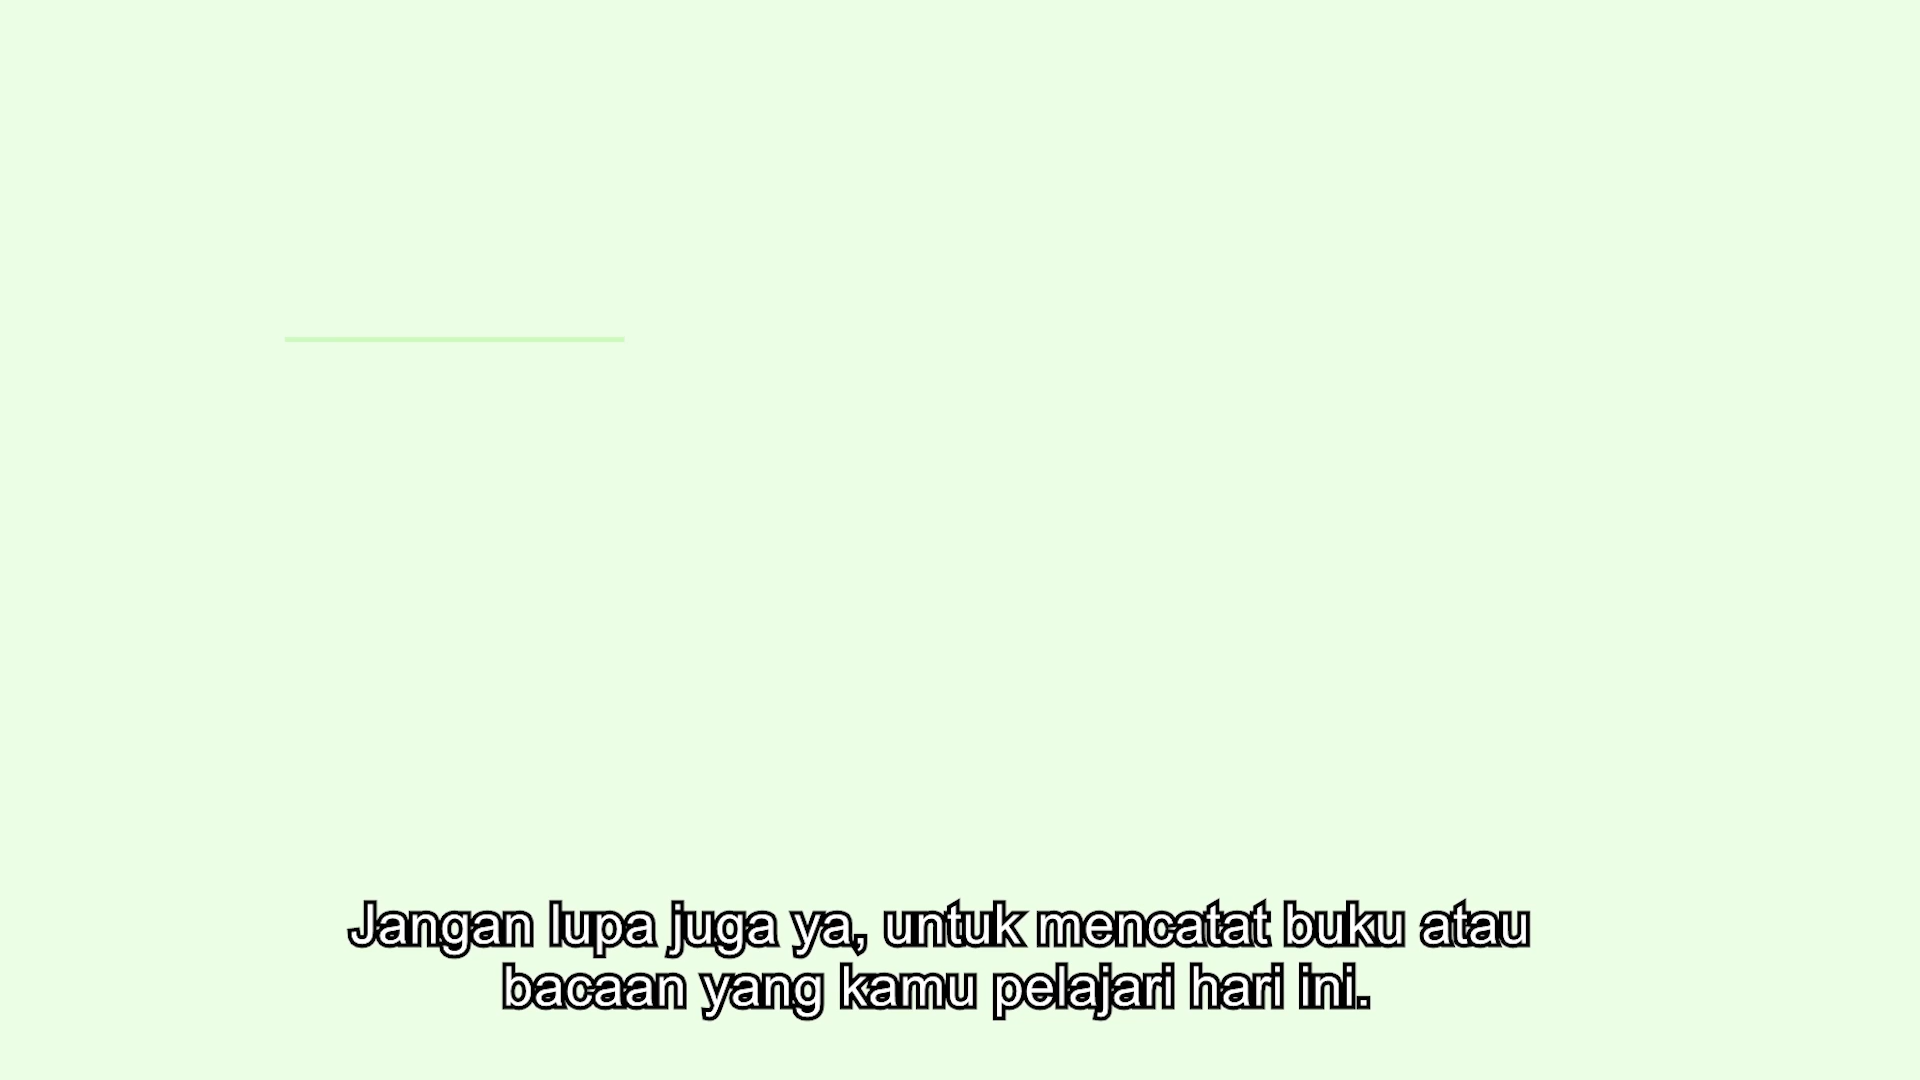 Jangan lupa juga ya, untuk mencatat buku atau
bacaan yang kamu pelajari hari ini.